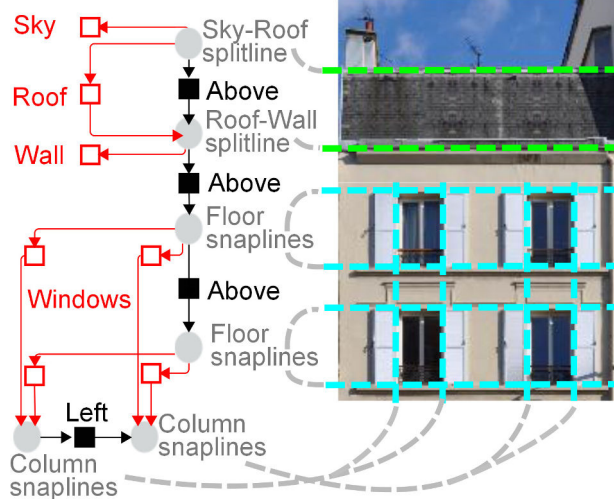 Sky
Sky-Roof
splitline
Roof
Above
Roof-Wall
splitline
Wall
Above
Floor
snaplines
Windows
Above
Floor
snaplines
Left
Column
snaplines
Column
snaplines